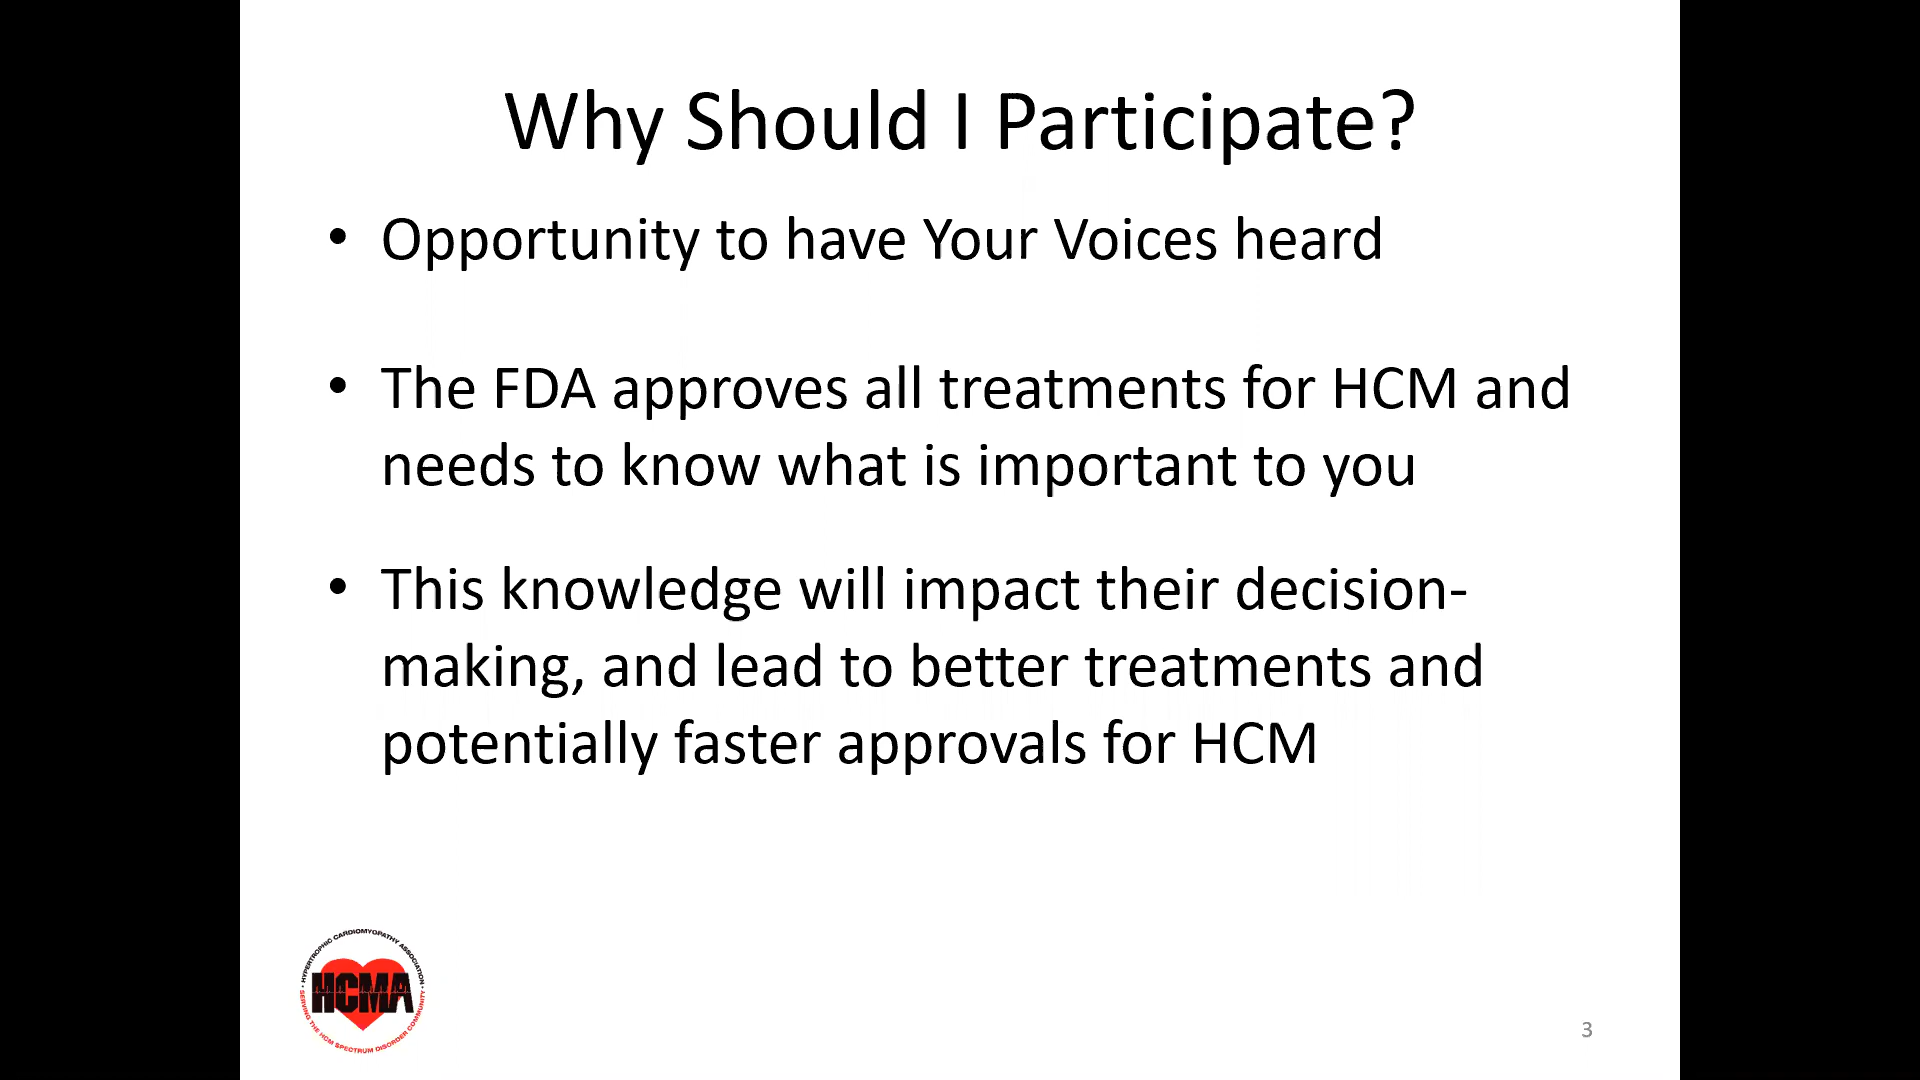 Why Should I Participate?
• Opportunity to have Your Voices heard
• The FDA approves all treatments for HCM and
needs to know what is important to you
• This knowledge will impact their decision-
making, and lead to better treatments and
potentially faster approvals for HCM
• HYPERTROPHIC CARDIOMYOPATHY ASSOCIATION •
HCMA
SERVING THE HCM SPECTRUM DISORDER COMMUNITY
3